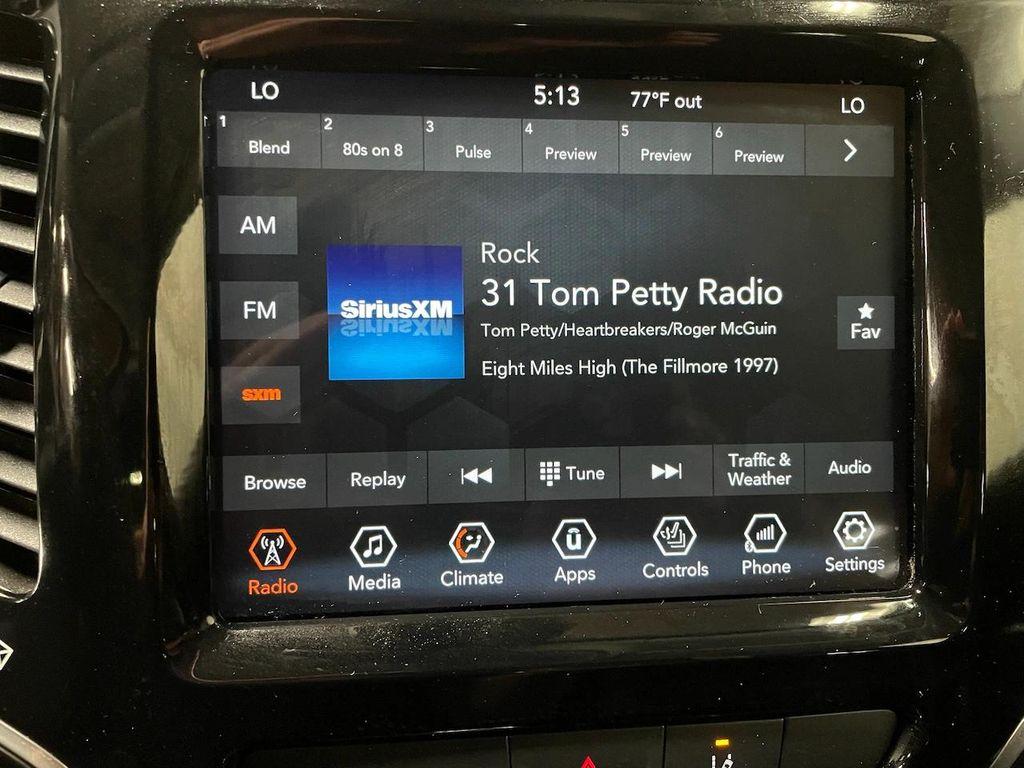 LO 5:13 77°F out LO
1 Blend 2 80s on 8 3 Pulse 4 Preview 5 Preview 6 Preview
AM
FM
sxm
SiriusXM
Rock
31 Tom Petty Radio
Tom Petty/Heartbreakers/Roger McGuin
Eight Miles High (The Fillmore 1997)
Fav
Browse Replay Tune Traffic & Weather Audio
Radio Media Climate Apps Controls Phone Settings